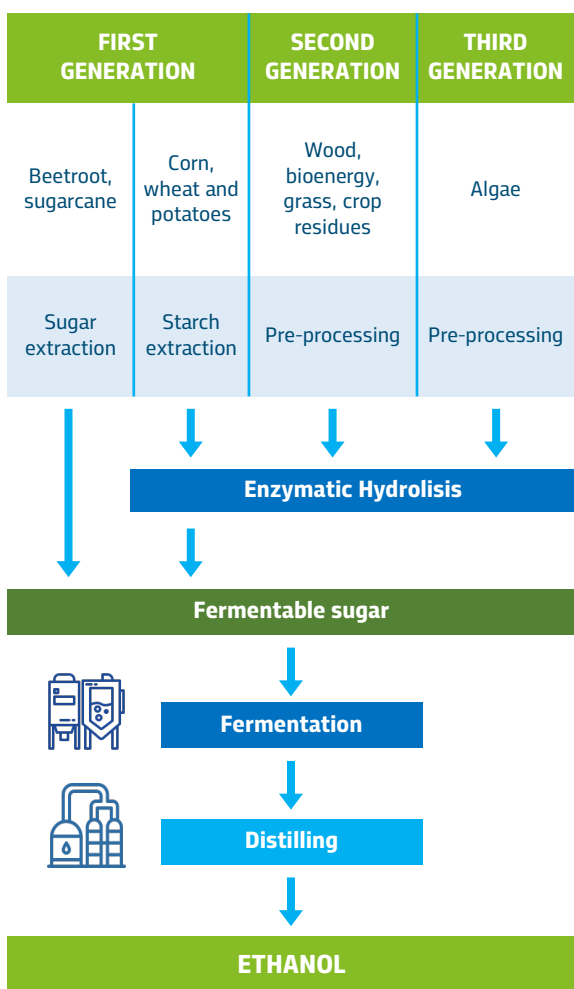 FIRST
GENERATION
SECOND
GENERATION
THIRD
GENERATION
Beetroot,
sugarcane
Corn,
wheat and
potatoes
Wood,
bioenergy,
grass, crop
residues
Algae
Sugar
extraction
Starch
extraction
Pre-processing
Pre-processing
Enzymatic Hydrolisis
Fermentable sugar
Fermentation
Distilling
ETHANOL